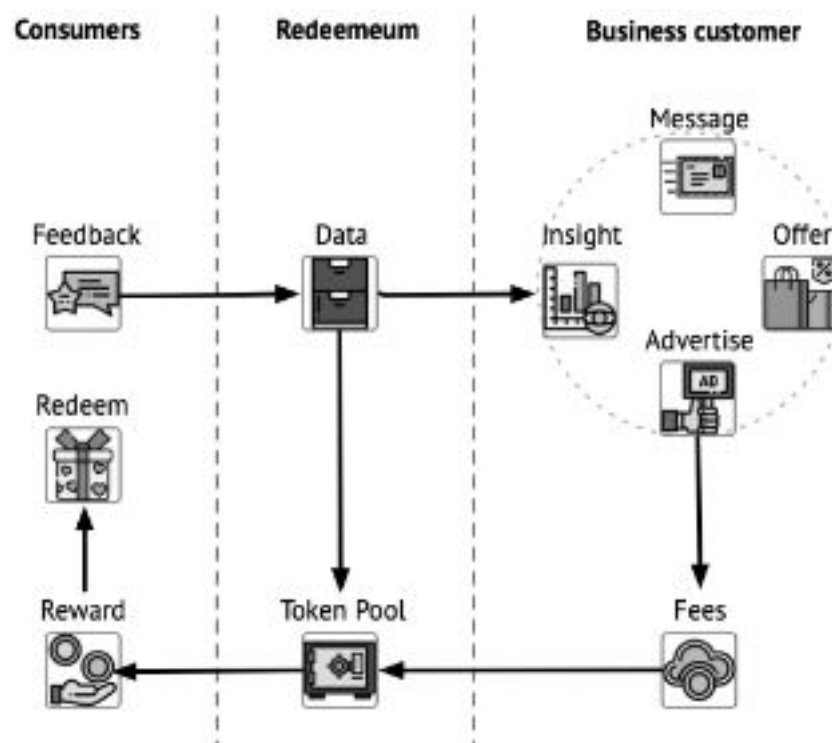 Consumers
Redeemeum
Business customer
Message
Feedback
Data
Insight
Offer
Advertise
AD
Redeem
Reward
Token Pool
Fees